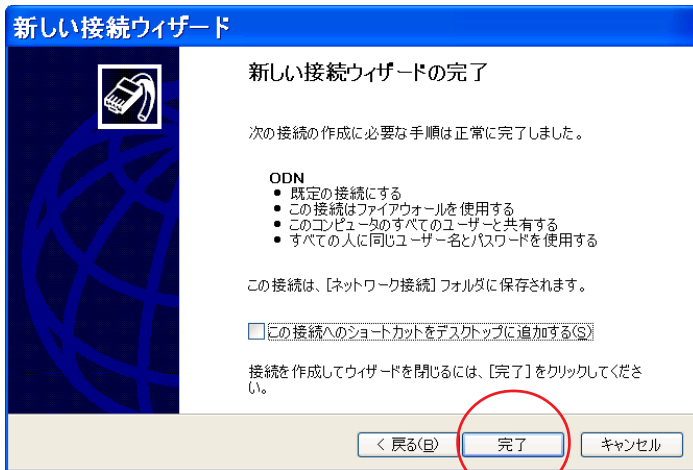 新しい接続ウィザード
新しい接続ウィザードの完了
次の接続の作成に必要な手順は正常に完了しました。
ODN
• 既定の接続にする
• この接続はファイアウォールを使用する
• このコンピュータのすべてのユーザーと共有する
• すべての人に同じユーザー名とパスワードを使用する
この接続は、[ネットワーク接続] フォルダに保存されます。
この接続へのショートカットをデスクトップに追加する(S)
接続を作成してウィザードを閉じるには、[完了] をクリックしてくださ
い。
< 戻る(B)
完了
キャンセル